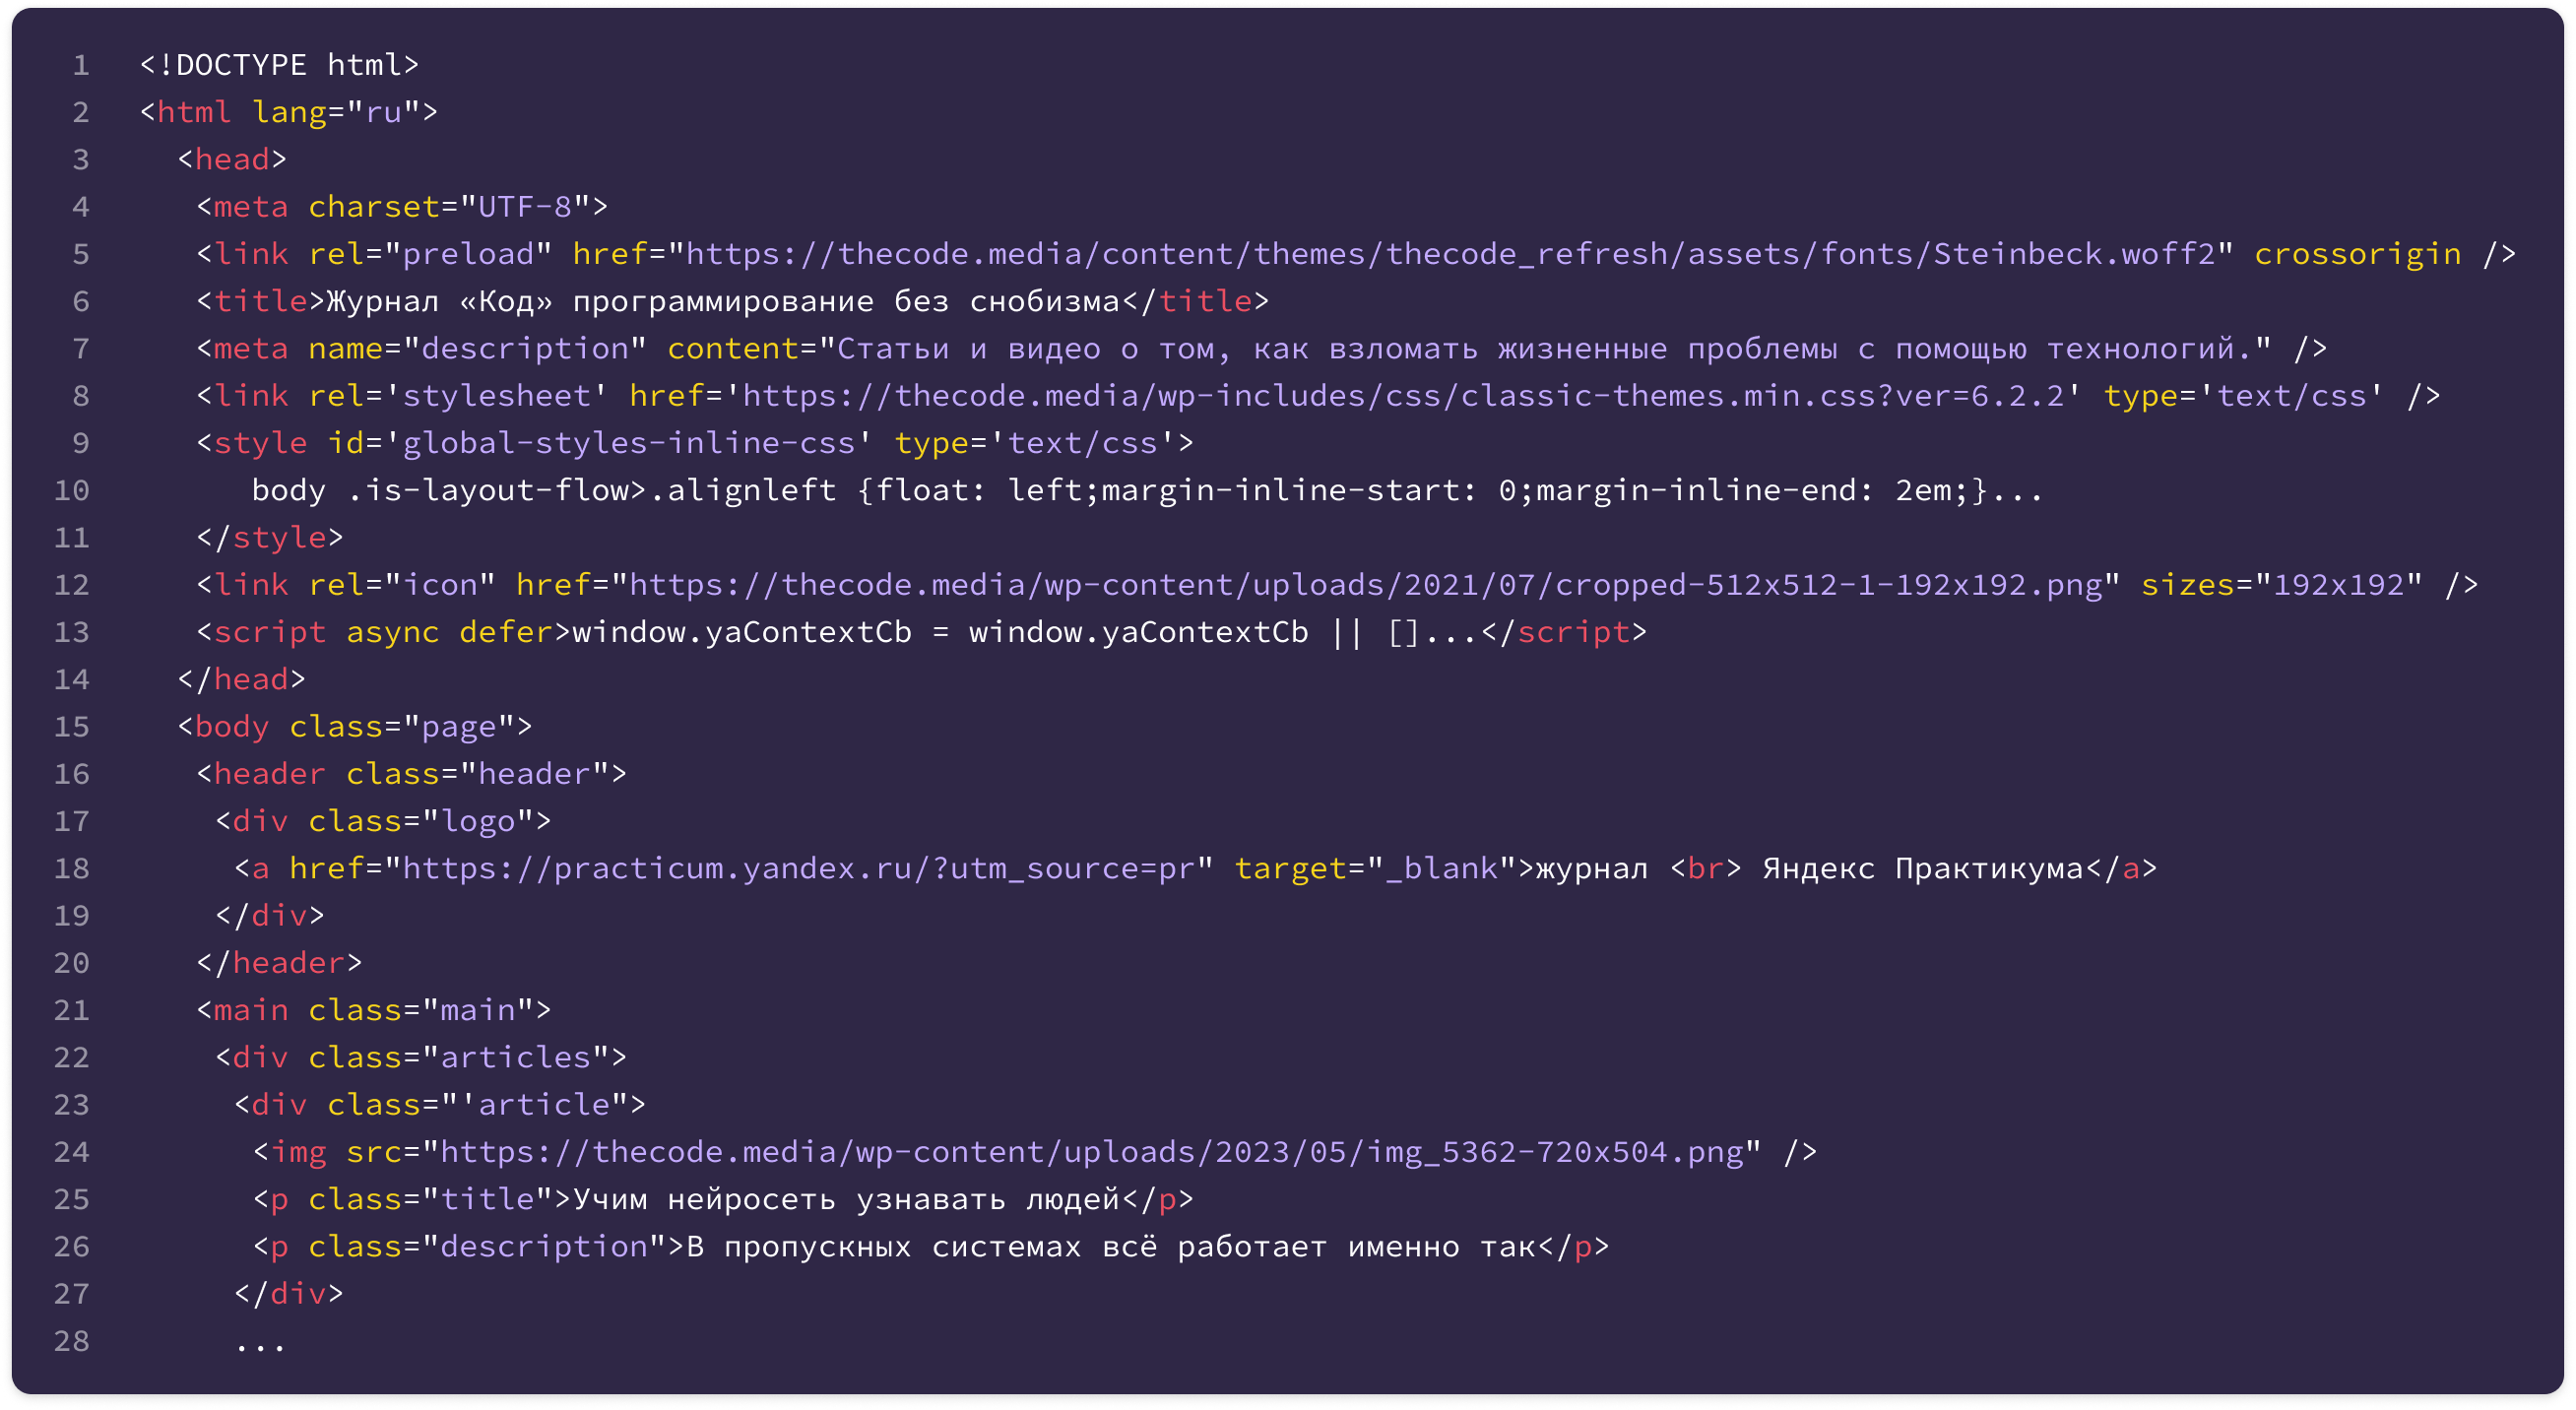 1 <!DOCTYPE html>
2 <html lang="ru">
3 <head>
4 <meta charset="UTF-8">
5 <link rel="preload" href="https://thecode.media/content/themes/thecode_refresh/assets/fonts/Steinbeck.woff2" crossorigin />
6 <title>Журнал «Код» программирование без снобизма</title>
7 <meta name="description" content="Статьи и видео о том, как взломать жизненные проблемы с помощью технологий." />
8 <link rel='stylesheet' href='https://thecode.media/wp-includes/css/classic-themes.min.css?ver=6.2.2' type='text/css' />
9 <style id='global-styles-inline-css' type='text/css'>
10 body .is-layout-flow>.alignleft {float: left;margin-inline-start: 0;margin-inline-end: 2em;}...
11 </style>
12 <link rel="icon" href="https://thecode.media/wp-content/uploads/2021/07/cropped-512x512-1-192x192.png" sizes="192x192" />
13 <script async defer>window.yaContextCb = window.yaContextCb || []...</script>
14 </head>
15 <body class="page">
16 <header class="header">
17 <div class="logo">
18 <a href="https://practicum.yandex.ru/?utm_source=pr" target="_blank">журнал <br> Яндекс Практикума</a>
19 </div>
20 </header>
21 <main class="main">
22 <div class="articles">
23 <div class="'article">
24 <img src="https://thecode.media/wp-content/uploads/2023/05/img_5362-720x504.png" />
25 <p class="title">Учим нейросеть узнавать людей</p>
26 <p class="description">В пропускных системах всё работает именно так</p>
27 </div>
28 ...